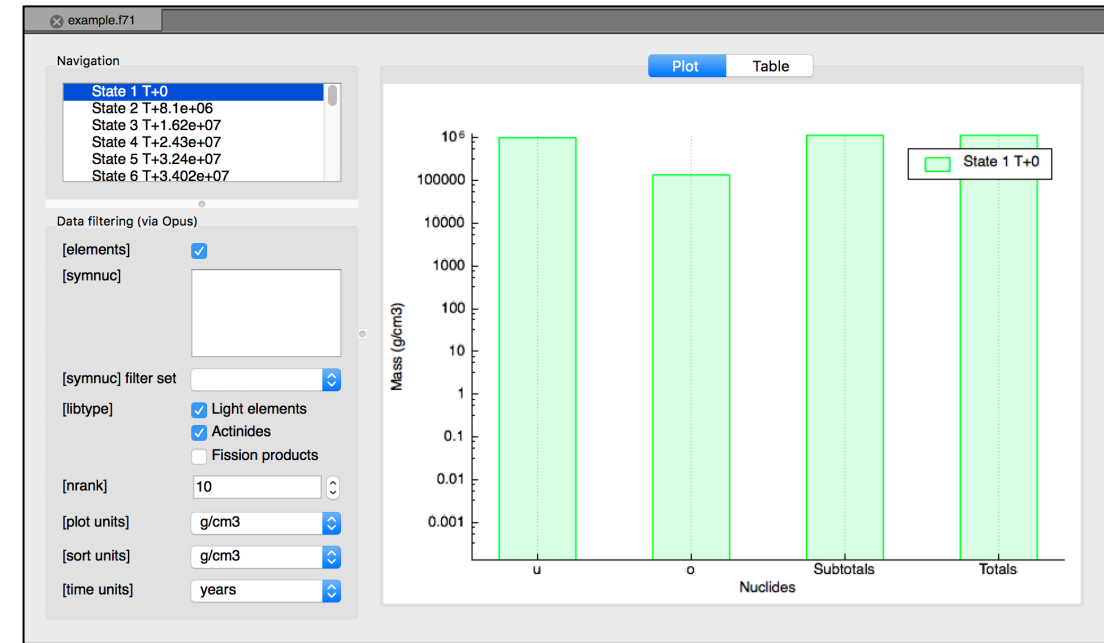 example.f71
Navigation
State 1 T+0
State 2 T+8.1e+06
State 3 T+1.62e+07
State 4 T+2.43e+07
State 5 T+3.24e+07
State 6 T+3.402e+07
Data filtering (via Opus)
[elements]
[symnuc]
[symnuc] filter set
[libtype]
Light elements
Actinides
Fission products
[nrank]
10
[plot units]
g/cm3
[sort units]
g/cm3
[time units]
years
Plot
Table
Mass (g/cm3)
10⁶
100000
10000
1000
100
10
1
0.1
0.01
0.001
State 1 T+0
u
o
Subtotals
Totals
Nuclides